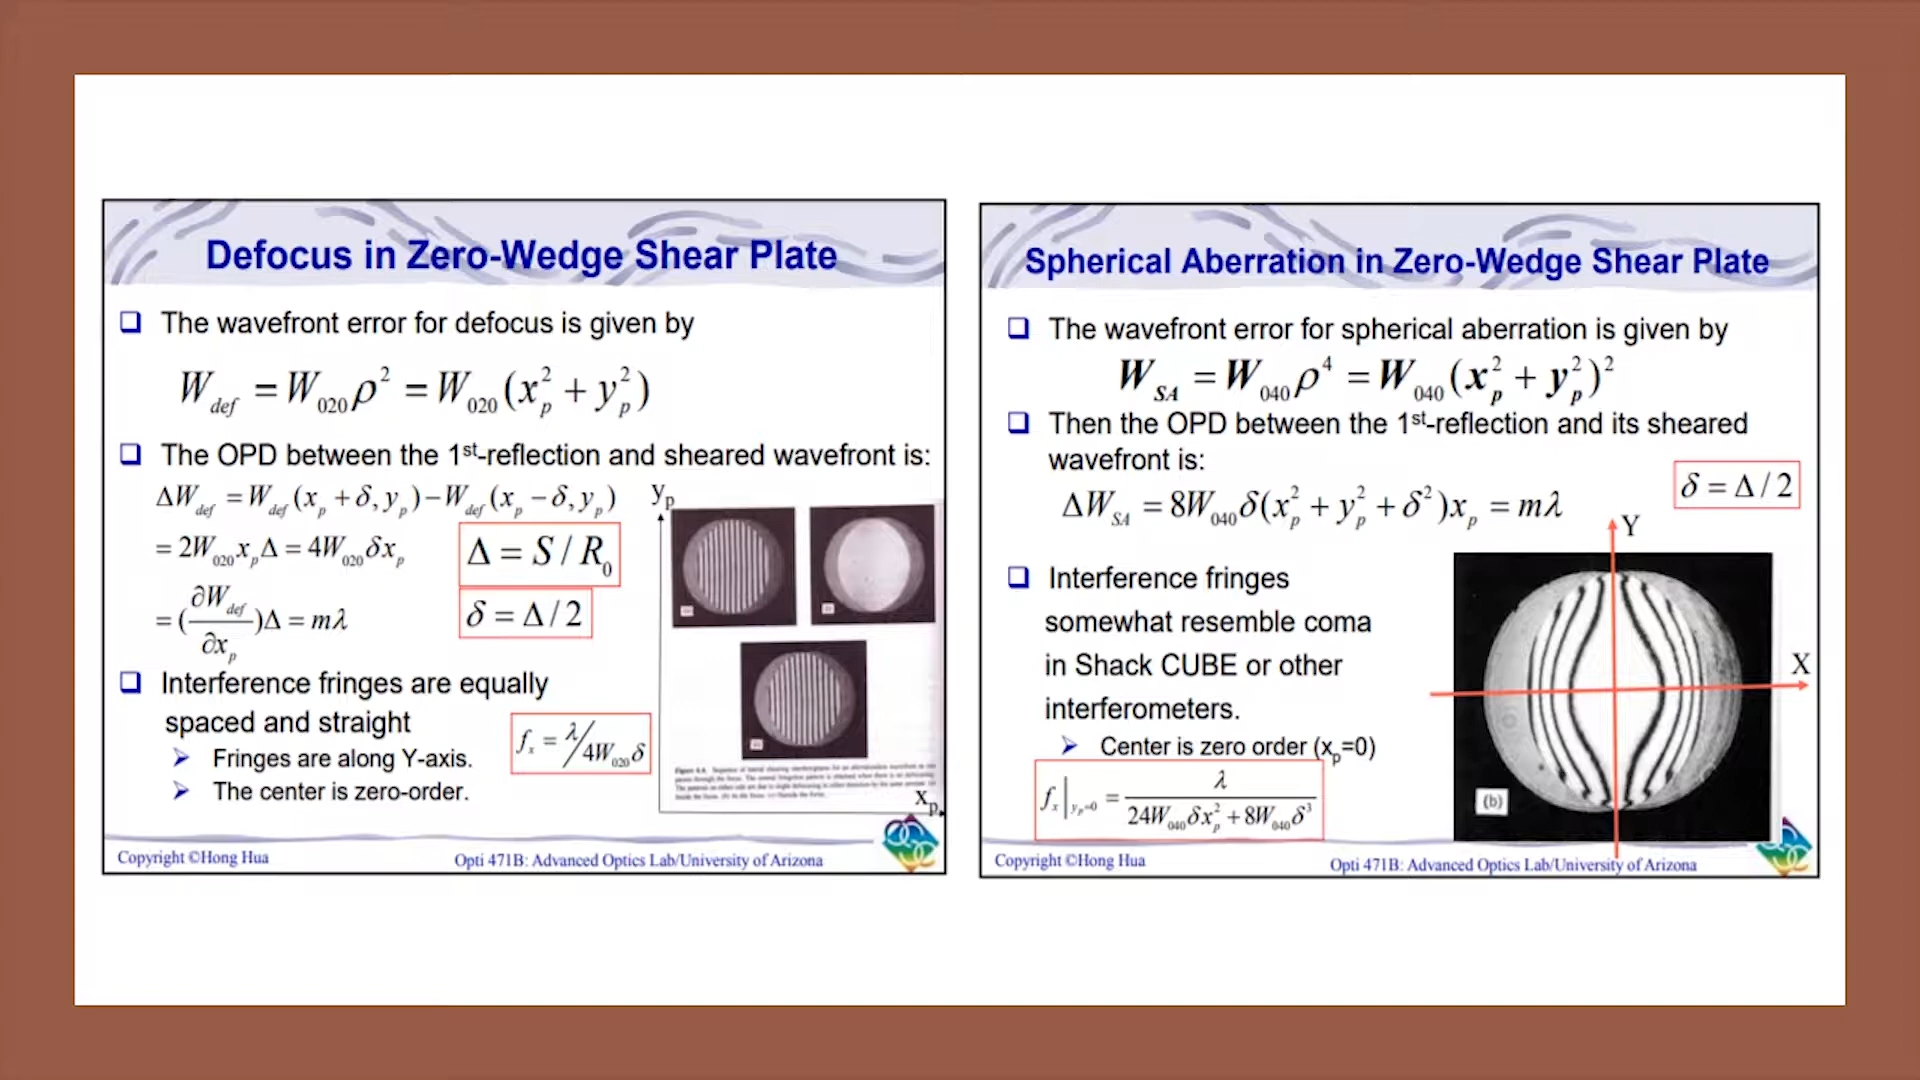 Defocus in Zero-Wedge Shear Plate
❑ The wavefront error for defocus is given by
W_def = W_020 ρ² = W_020 (x_p² + y_p²)
❑ The OPD between the 1st-reflection and sheared wavefront is:
ΔW_def = W_def (x_p + δ, y_p) − W_def (x_p − δ, y_p)
= 2W_020 x_p Δ = 4W_020 δx_p
= (∂W_def / ∂x_p)Δ = mλ
Δ = S / R_0
δ = Δ / 2
y_p
x_p
❑ Interference fringes are equally
spaced and straight
➢ Fringes are along Y-axis.
➢ The center is zero-order.
f_x = λ/4W_020 δ
Copyright ©Hong Hua
Opti 471B: Advanced Optics Lab/University of Arizona
Spherical Aberration in Zero-Wedge Shear Plate
❑ The wavefront error for spherical aberration is given by
W_SA = W_040 ρ⁴ = W_040 (x_p² + y_p²)²
❑ Then the OPD between the 1st-reflection and its sheared
wavefront is:
δ = Δ / 2
ΔW_SA = 8W_040 δ(x_p² + y_p² + δ²)x_p = mλ
Y
X
❑ Interference fringes
somewhat resemble coma
in Shack CUBE or other
interferometers.
➢ Center is zero order (x_p=0)
f_x |_{y_p=0} = λ / (24W_040 δx_p² + 8W_040 δ³)
(b)
Copyright ©Hong Hua
Opti 471B: Advanced Optics Lab/University of Arizona